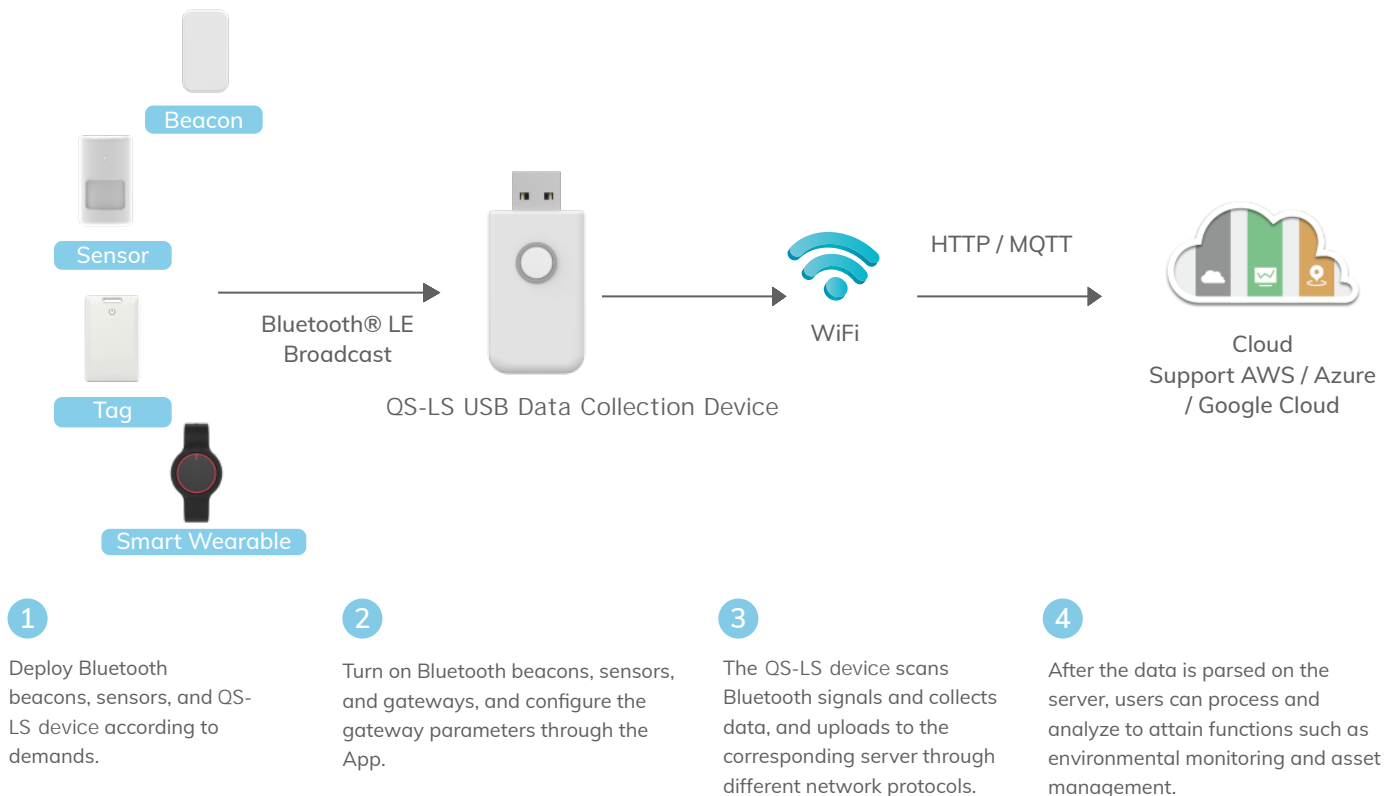 Beacon
Sensor
Tag
Smart Wearable
Bluetooth® LE
Broadcast
QS-LS USB Data Collection Device
WiFi
HTTP / MQTT
Cloud
Support AWS / Azure
/ Google Cloud
1
Deploy Bluetooth
beacons, sensors, and QS-
LS device according to
demands.
2
Turn on Bluetooth beacons, sensors,
and gateways, and configure the
gateway parameters through the
App.
3
The QS-LS device scans
Bluetooth signals and collects
data, and uploads to the
corresponding server through
different network protocols.
4
After the data is parsed on the
server, users can process and
analyze to attain functions such as
environmental monitoring and asset
management.